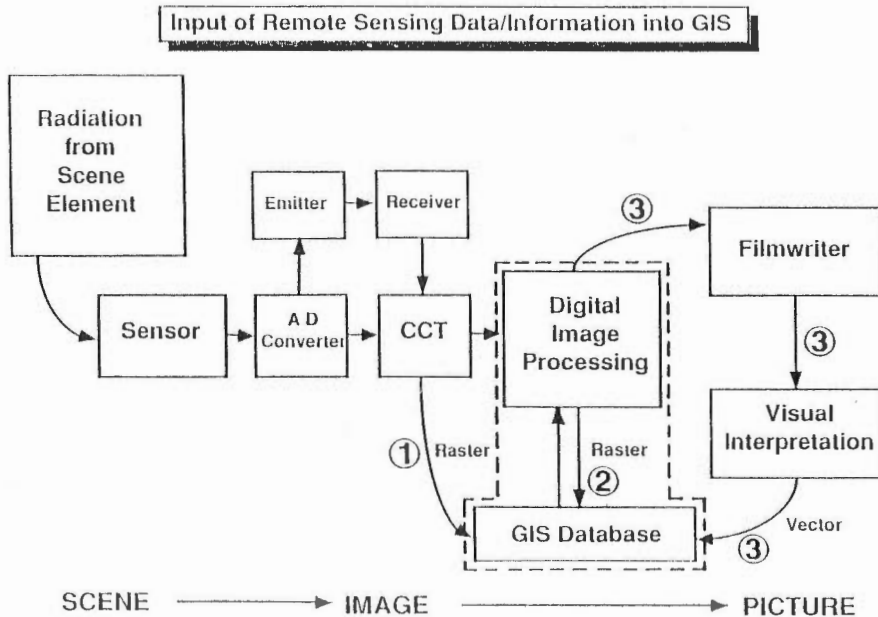 Input of Remote Sensing Data/Information into GIS
Radiation
from
Scene
Element
Emitter
Receiver
③
Filmwriter
Sensor
A D
Converter
CCT
Digital
Image
Processing
③
Visual
Interpretation
①
Raster
Raster
②
GIS Database
③
Vector
SCENE
IMAGE
PICTURE